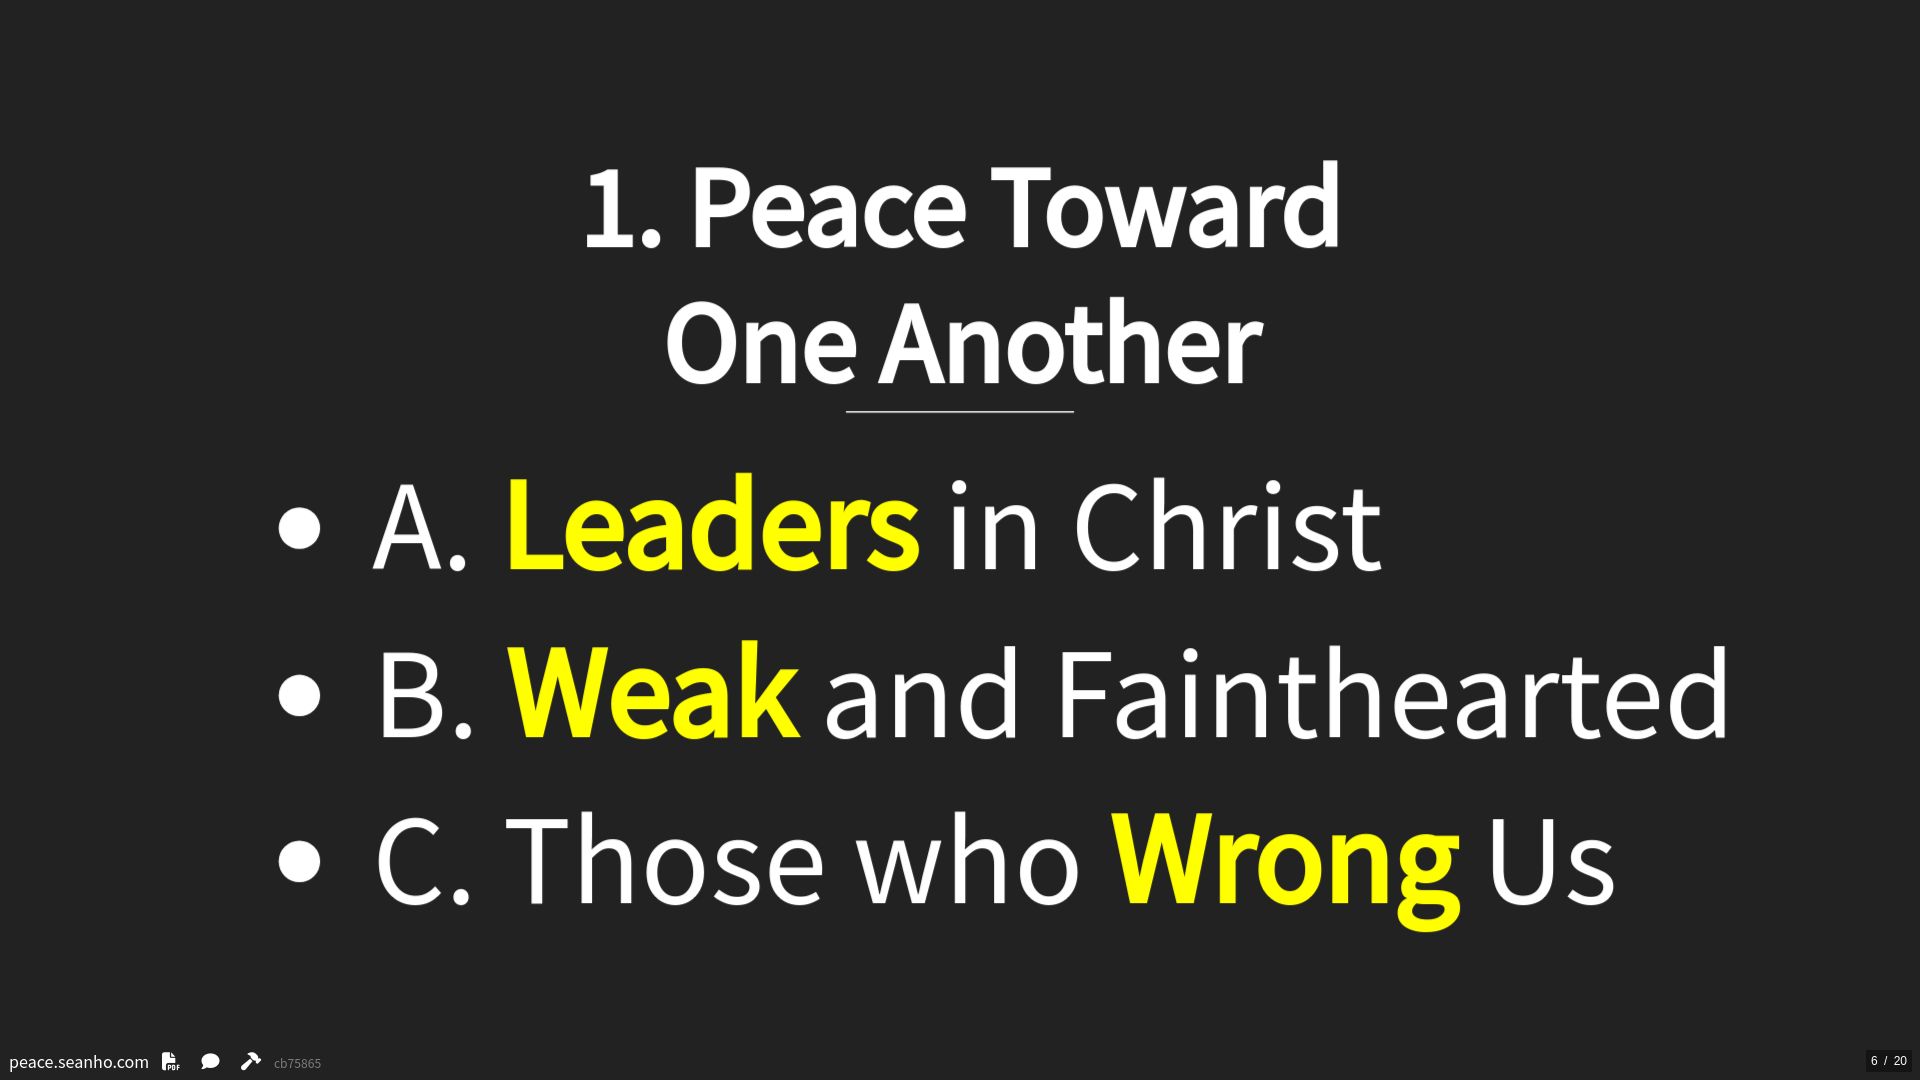 1. Peace Toward
One Another
• A. Leaders in Christ
• B. Weak and Fainthearted
• C. Those who Wrong Us
peace.seanho.com PDF cb75865
6 / 20